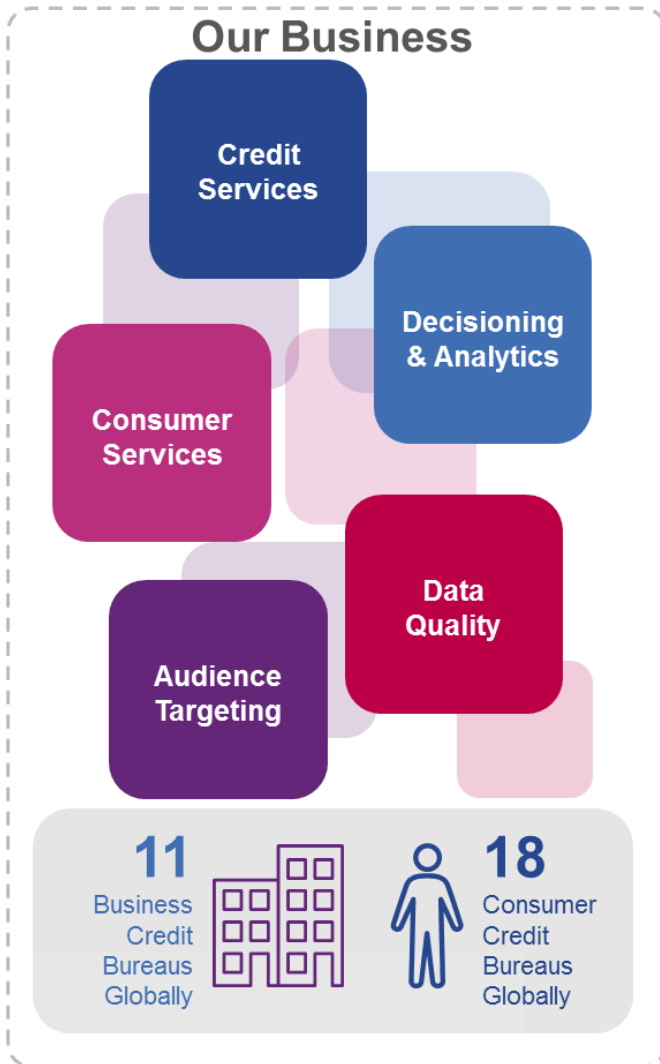 Our Business
Credit
Services
Decisioning
& Analytics
Consumer
Services
Data
Quality
Audience
Targeting
11
Business
Credit
Bureaus
Globally
18
Consumer
Credit
Bureaus
Globally